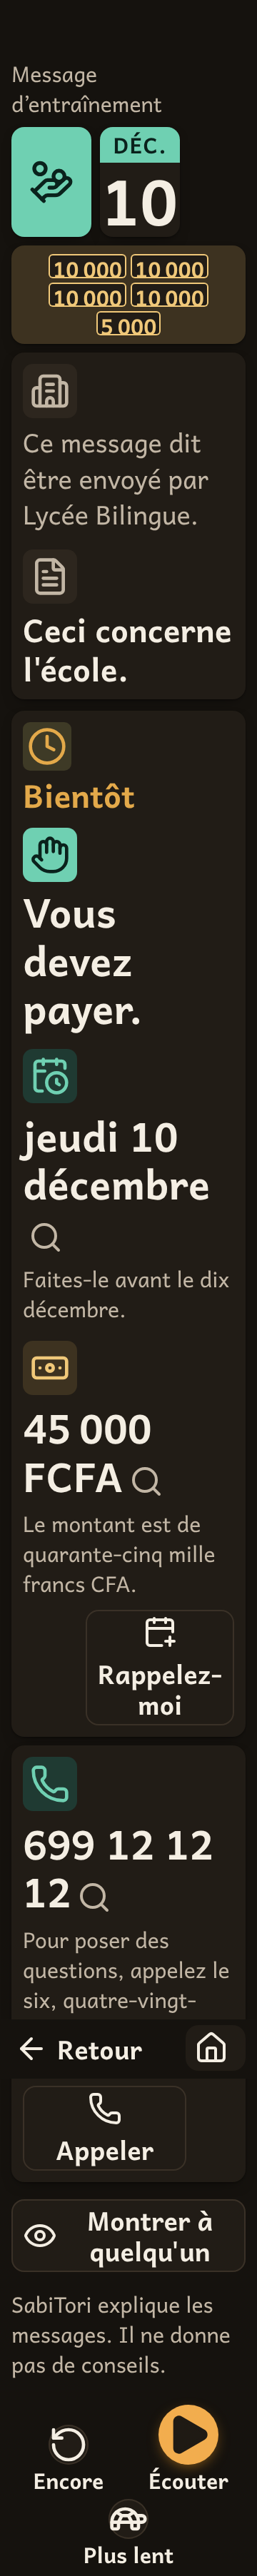 Message
d’entraînement
DÉC.
10
10 000 10 000
10 000 10 000
5 000
Ce message dit
être envoyé par
Lycée Bilingue.
Ceci concerne
l'école.
Bientôt
Vous
devez
payer.
jeudi 10
décembre
Faites-le avant le dix
décembre.
45 000
FCFA
Le montant est de
quarante-cinq mille
francs CFA.
Rappelez-
moi
699 12 12
12
Pour poser des
questions, appelez le
six, quatre-vingt-
Retour
Appeler
Montrer à
quelqu'un
SabiTori explique les
messages. Il ne donne
pas de conseils.
Encore
Écouter
Plus lent